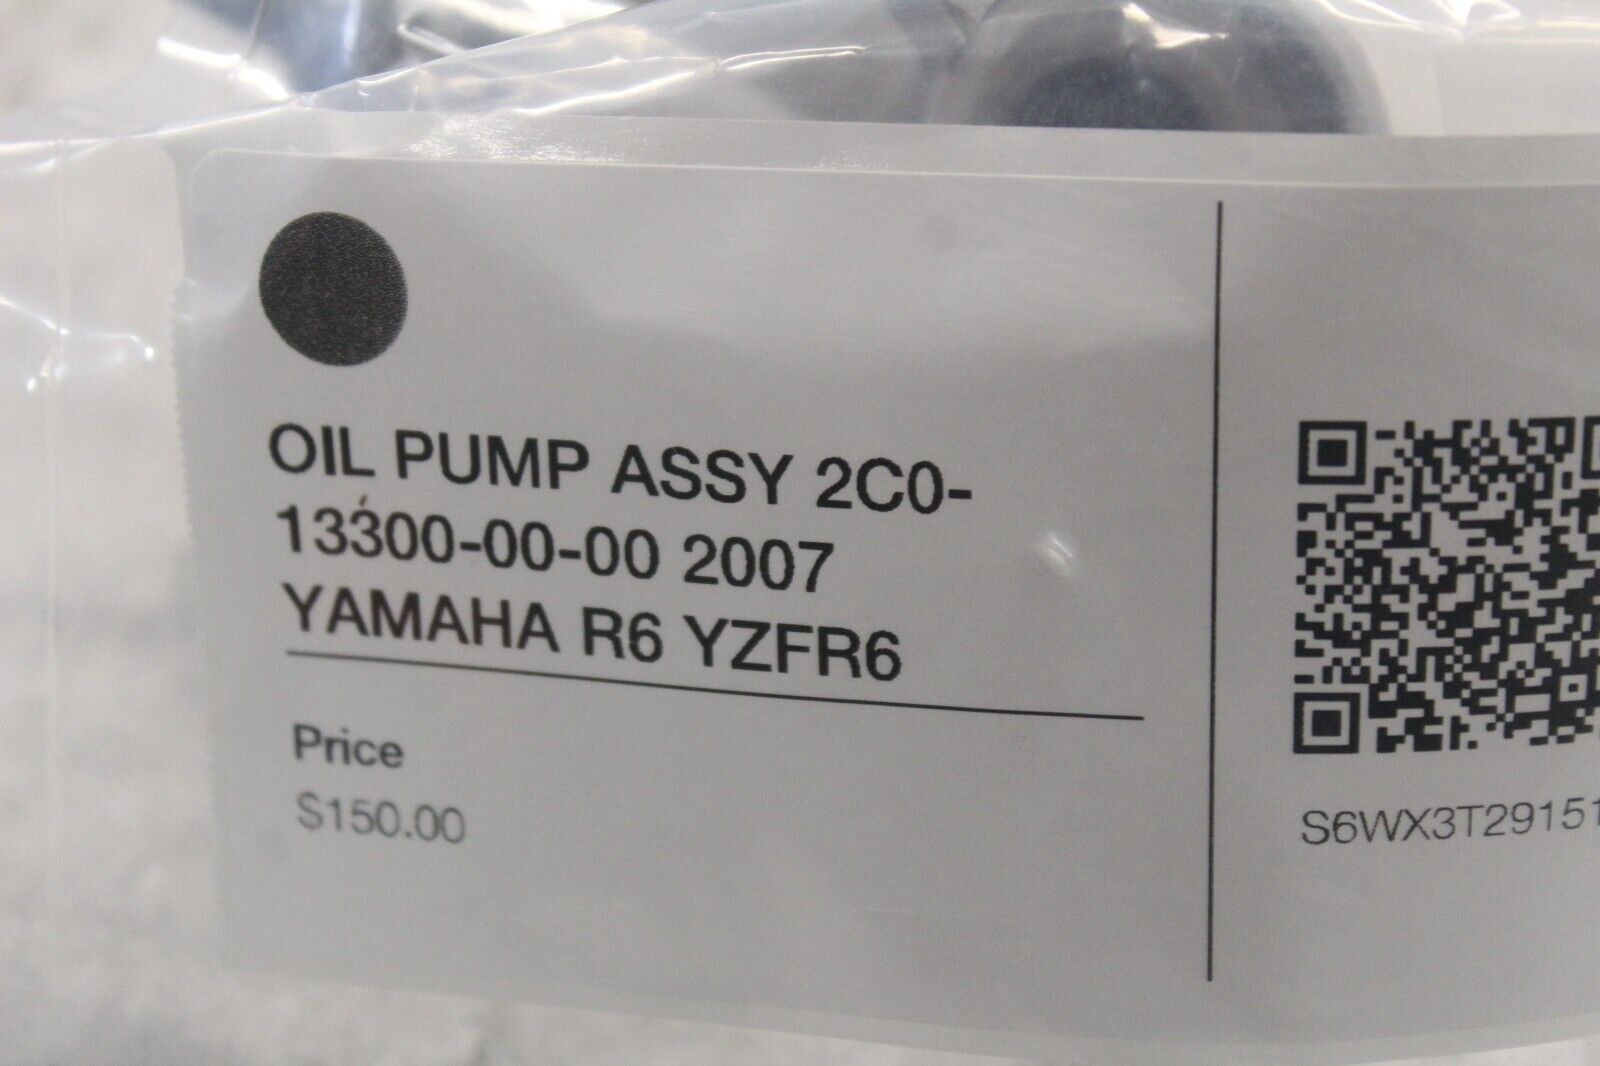 OIL PUMP ASSY 2C0-
13300-00-00 2007
YAMAHA R6 YZFR6
Price
$150.00
S6WX3T29151